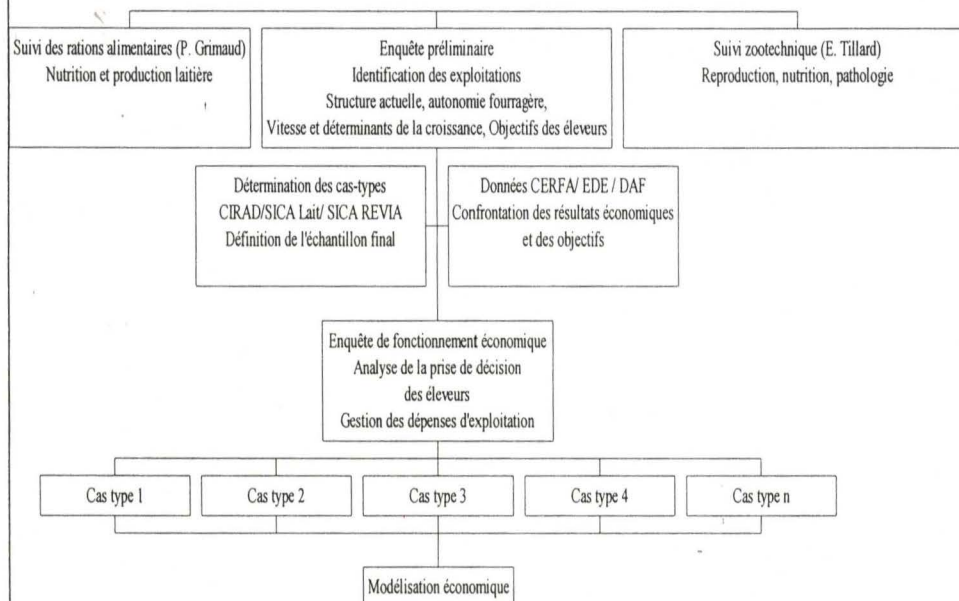 Suivi des rations alimentaires (P. Grimaud)
Nutrition et production laitière
Enquête préliminaire
Identification des exploitations
Structure actuelle, autonomie fourragère,
Vitesse et déterminants de la croissance, Objectifs des éleveurs
Suivi zootechnique (E. Tillard)
Reproduction, nutrition, pathologie
Détermination des cas-types
CIRAD/SICA Lait/ SICA REVIA
Définition de l'échantillon final
Données CERFA/ EDE / DAF
Confrontation des résultats économiques
et des objectifs
Enquête de fonctionnement économique
Analyse de la prise de décision
des éleveurs
Gestion des dépenses d'exploitation
Cas type 1
Cas type 2
Cas type 3
Cas type 4
Cas type n
Modélisation économique